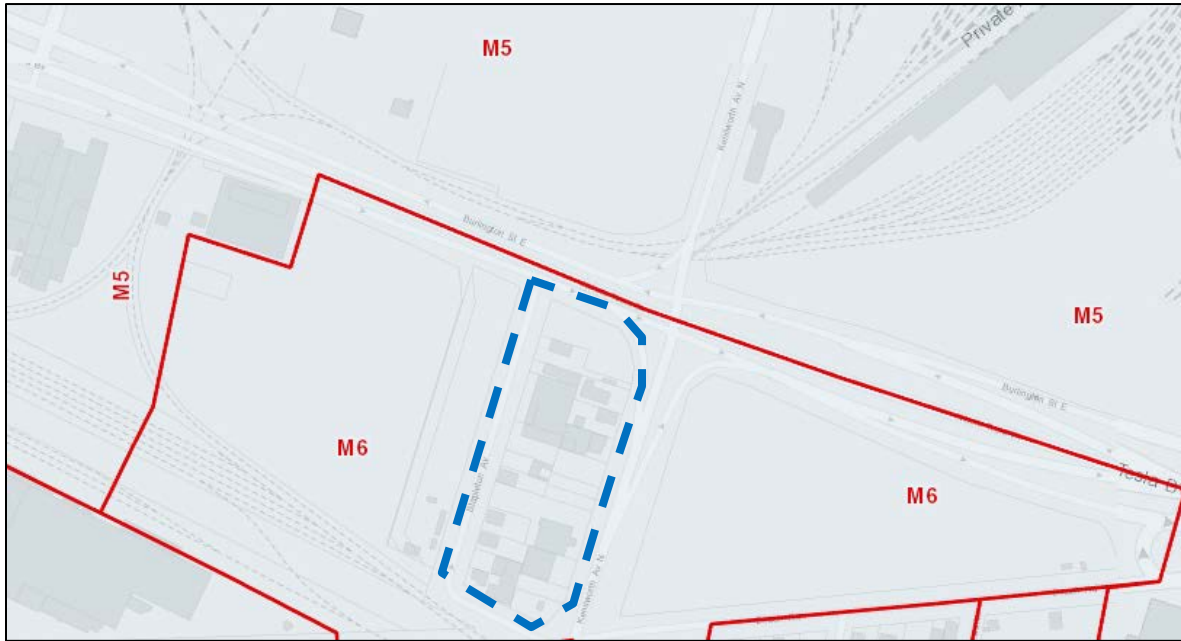 M5
Private
Kenilworth Av N
Burlington St E
M5
M5
Burlington St E
M6
Tesla B
M6
Kenilworth Av N